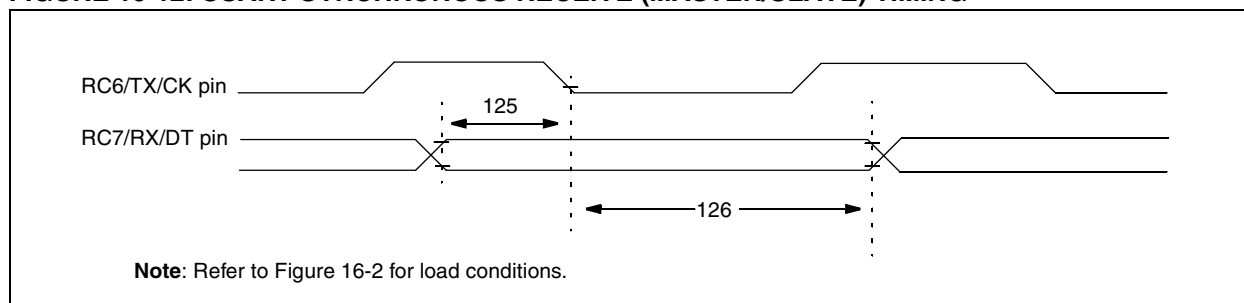 RC6/TX/CK pin
125
RC7/RX/DT pin
126
Note: Refer to Figure 16-2 for load conditions.